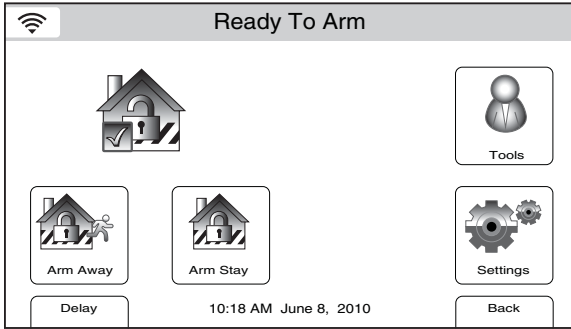 Ready To Arm
Tools
Arm Away
Arm Stay
Settings
Delay
10:18 AM June 8, 2010
Back